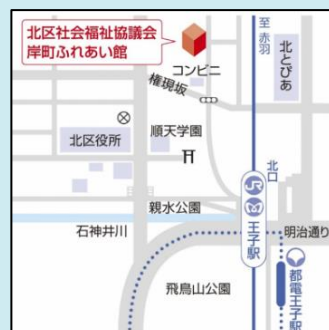 北区社会福祉協議会
岸町ふれあい館
至 赤羽
北とぴあ
コンビニ
権現坂
北区役所
順天学園
北口
JR
王子駅
親水公園
石神井川
明治通り
飛鳥山公園
都電王子駅